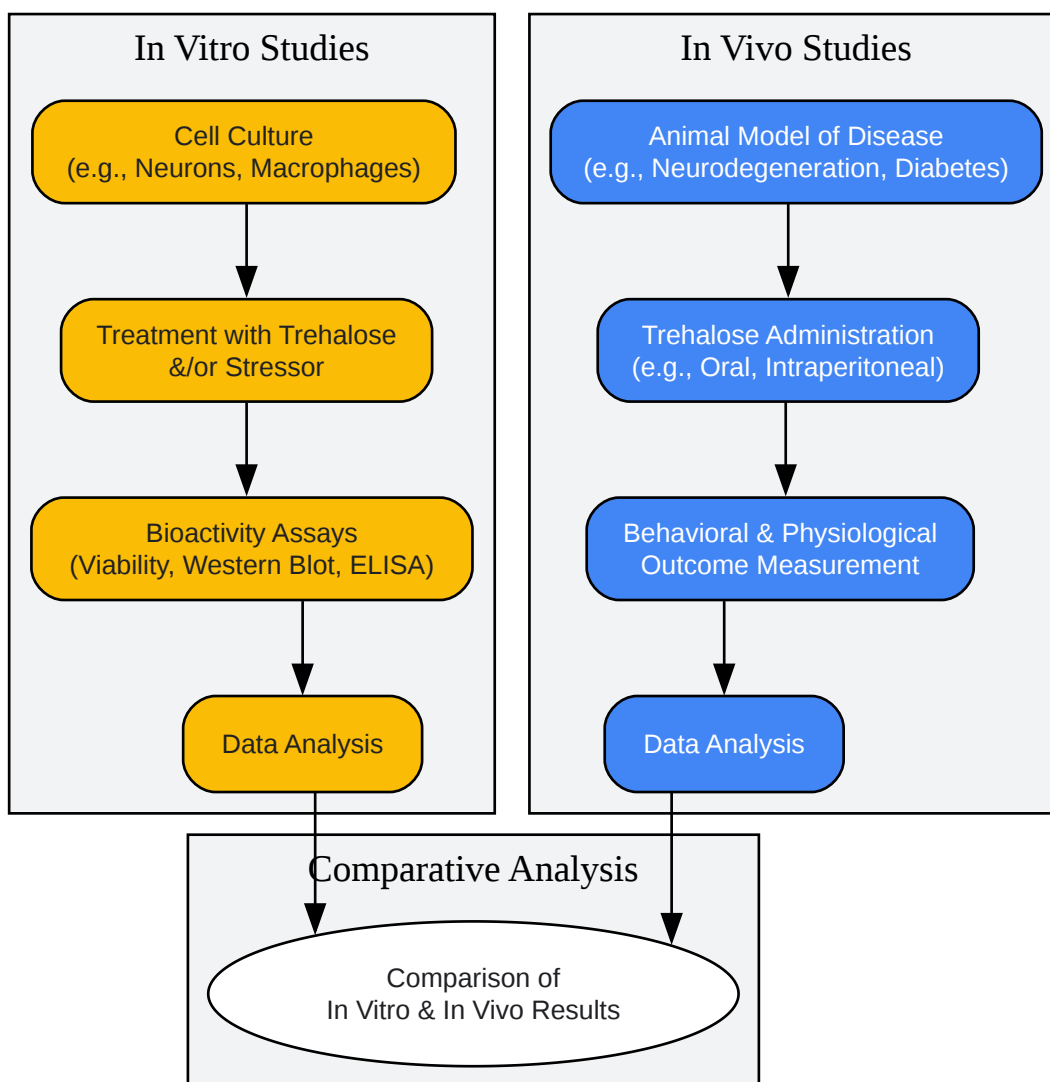 In Vitro Studies
Cell Culture
(e.g., Neurons, Macrophages)
Treatment with Trehalose
&/or Stressor
Bioactivity Assays
(Viability, Western Blot, ELISA)
Data Analysis
In Vivo Studies
Animal Model of Disease
(e.g., Neurodegeneration, Diabetes)
Trehalose Administration
(e.g., Oral, Intraperitoneal)
Behavioral & Physiological
Outcome Measurement
Data Analysis
Comparative Analysis
Comparison of
In Vitro & In Vivo Results